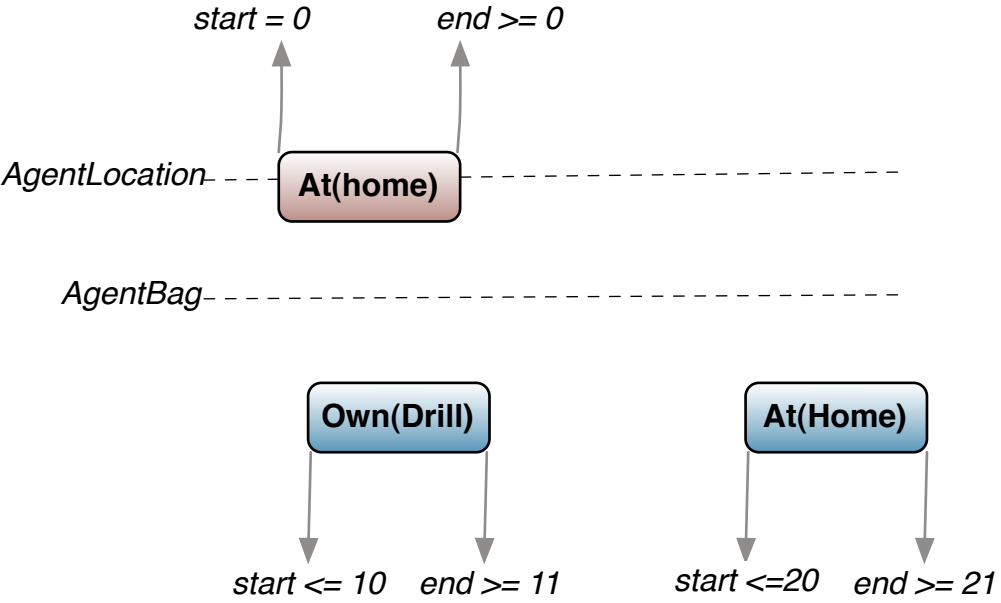 start = 0
end >= 0
AgentLocation
At(home)
AgentBag
Own(Drill)
At(Home)
start <= 10
end >= 11
start <=20
end >= 21